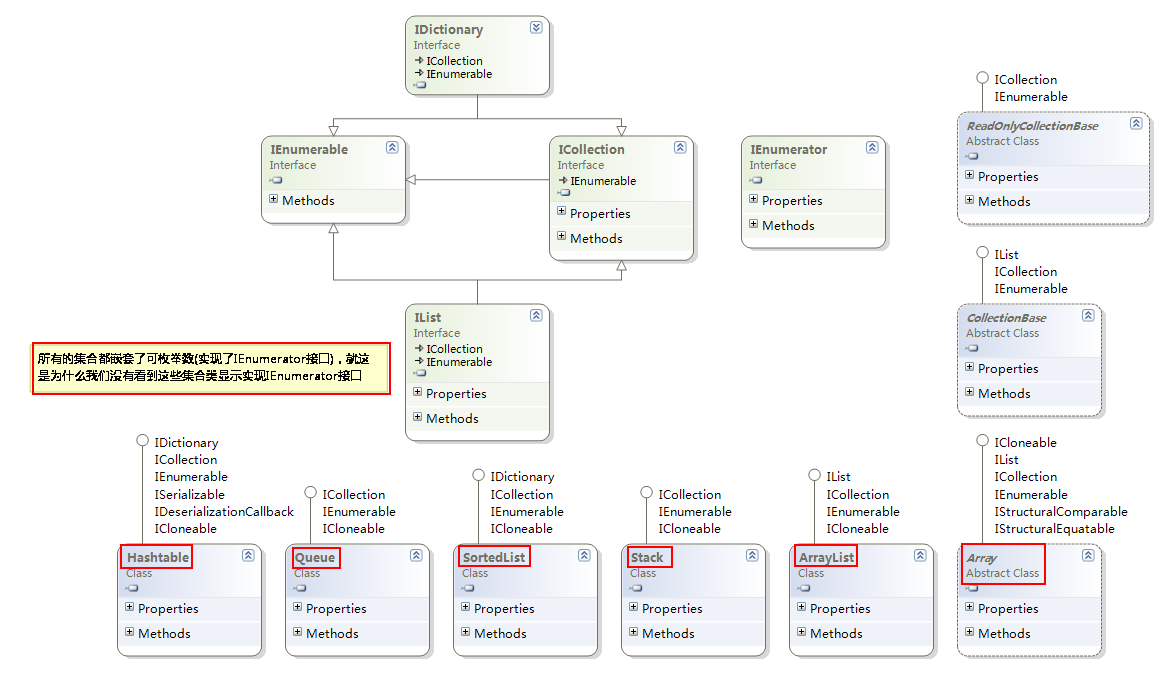 IDictionary
Interface
ICollection
IEnumerable
IEnumerable
Interface
Methods
ICollection
Interface
IEnumerable
Properties
Methods
IEnumerator
Interface
Properties
Methods
ICollection
IEnumerable
ReadOnlyCollectionBase
Abstract Class
Properties
Methods
IList
ICollection
IEnumerable
CollectionBase
Abstract Class
Properties
Methods
IList
Interface
ICollection
IEnumerable
Properties
Methods
所有的集合都嵌套了可枚举数(实现了IEnumerator接口)，就这
是为什么我们没有看到这些集合类显示实现IEnumerator接口
IDictionary
ICollection
IEnumerable
ISerializable
IDeserializationCallback
ICloneable
Hashtable
Class
Properties
Methods
ICollection
IEnumerable
ICloneable
Queue
Class
Properties
Methods
IDictionary
ICollection
IEnumerable
ICloneable
SortedList
Class
Properties
Methods
ICollection
IEnumerable
ICloneable
Stack
Class
Properties
Methods
IList
ICollection
IEnumerable
ICloneable
ArrayList
Class
Properties
Methods
ICloneable
IList
ICollection
IEnumerable
IStructuralComparable
IStructuralEquatable
Array
Abstract Class
Properties
Methods